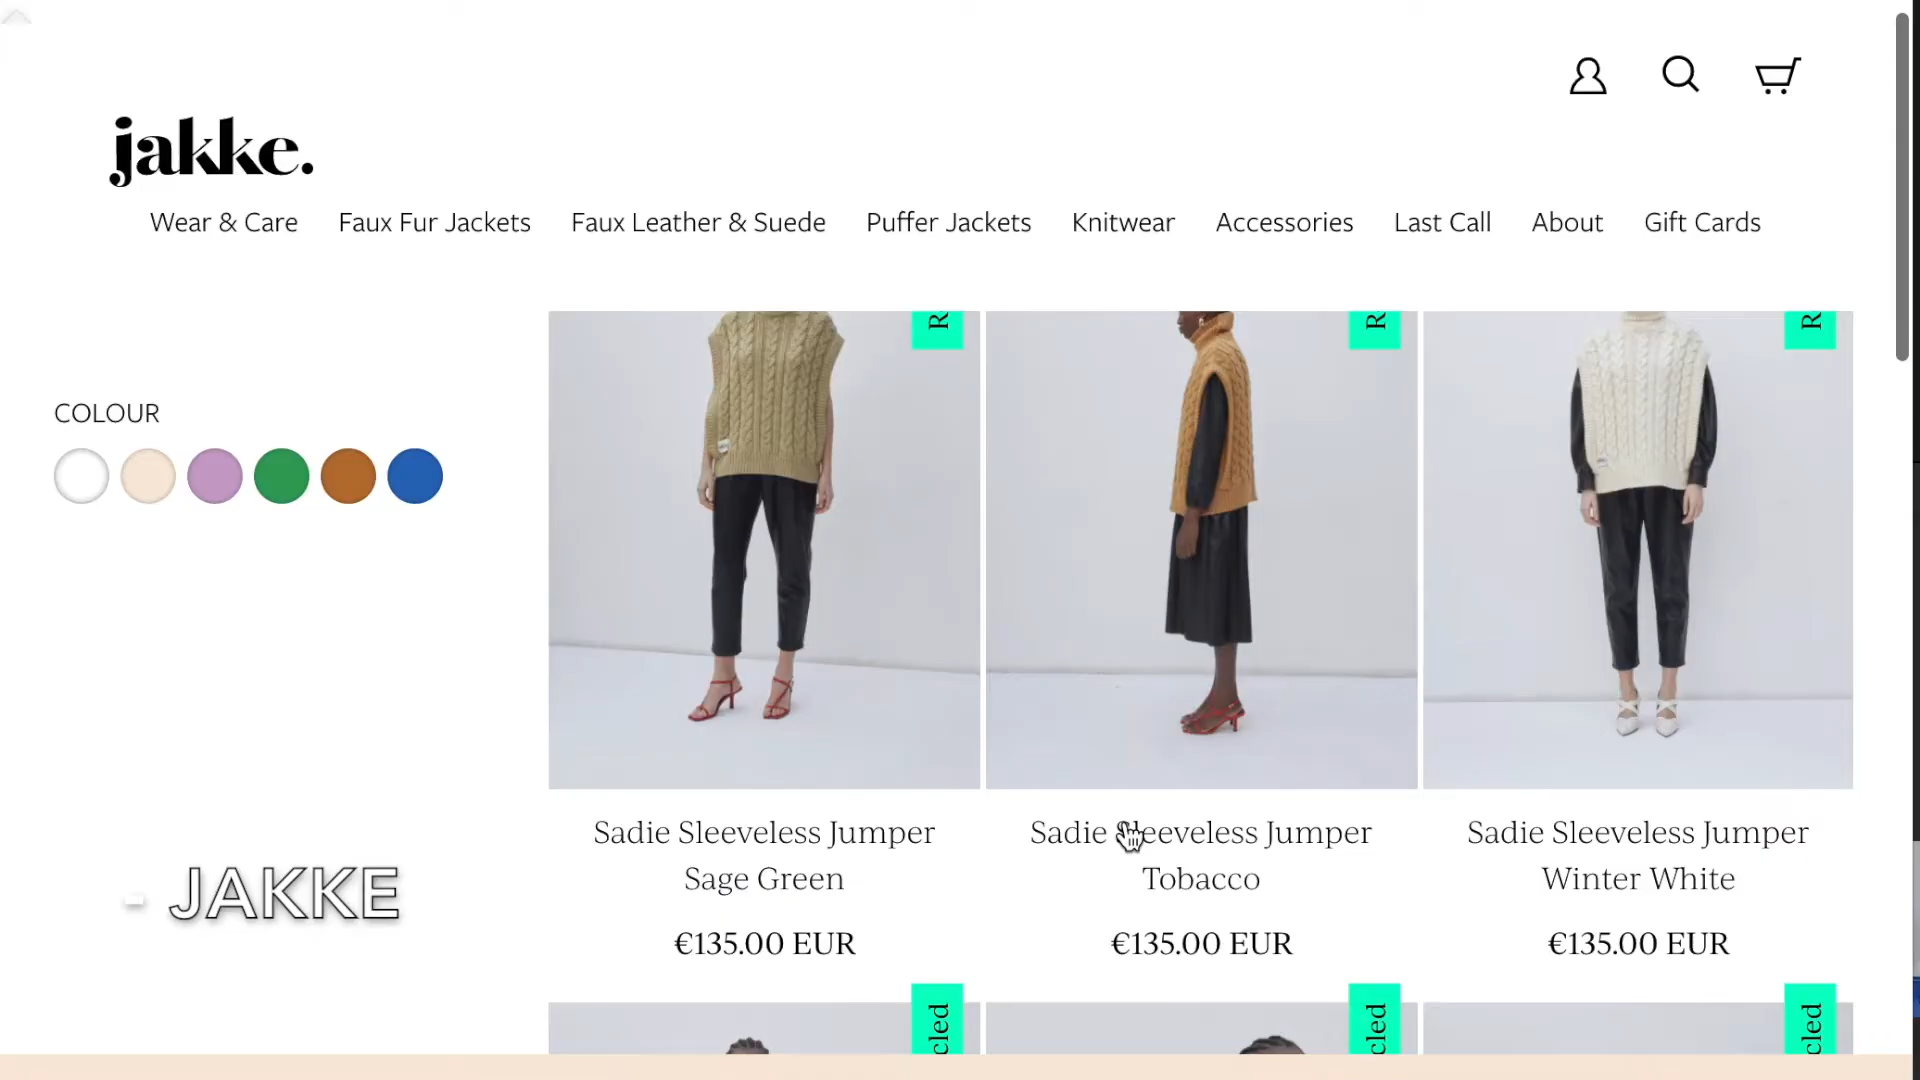 jakke.
Wear & Care Faux Fur Jackets Faux Leather & Suede Puffer Jackets Knitwear Accessories Last Call About Gift Cards
COLOUR
R
R
R
Sadie Sleeveless Jumper
Sage Green
€135.00 EUR
Sadie Sleeveless Jumper
Tobacco
€135.00 EUR
Sadie Sleeveless Jumper
Winter White
€135.00 EUR
- JAKKE
cled
cled
cled